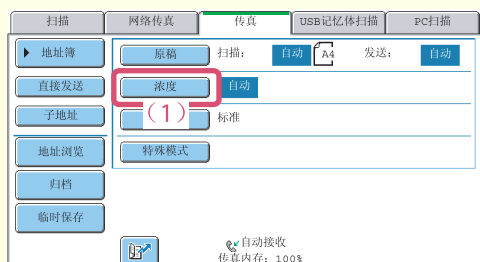 扫描 网络传真 传真 USB记忆体扫描 PC扫描
地址簿 原稿 扫描: 自动 A4 发送: 自动
直接发送 浓度 自动
子地址 (1) 标准
地址浏览 特殊模式
归档
临时保存
自动接收
传真内存: 100%